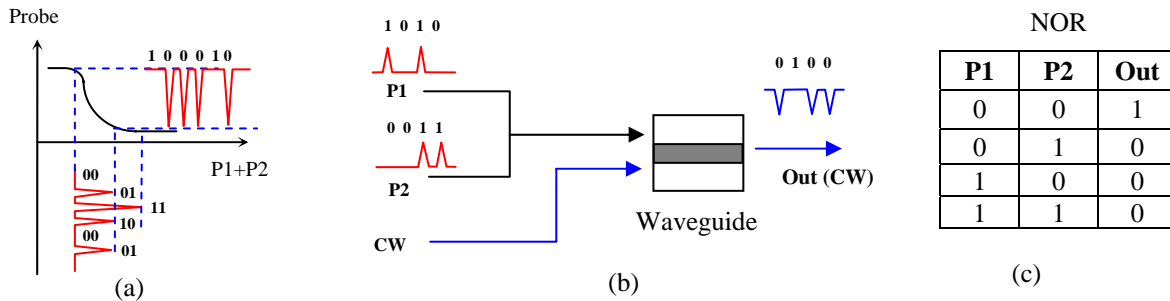 Probe
1 0 0 0 1 0
P1+P2
00
01
11
10
00
01
(a)
1 0 1 0
P1
0 0 1 1
P2
CW
0 1 0 0
Out (CW)
Waveguide
(b)
NOR
P1 P2 Out
0 0 1
0 1 0
1 0 0
1 1 0
(c)